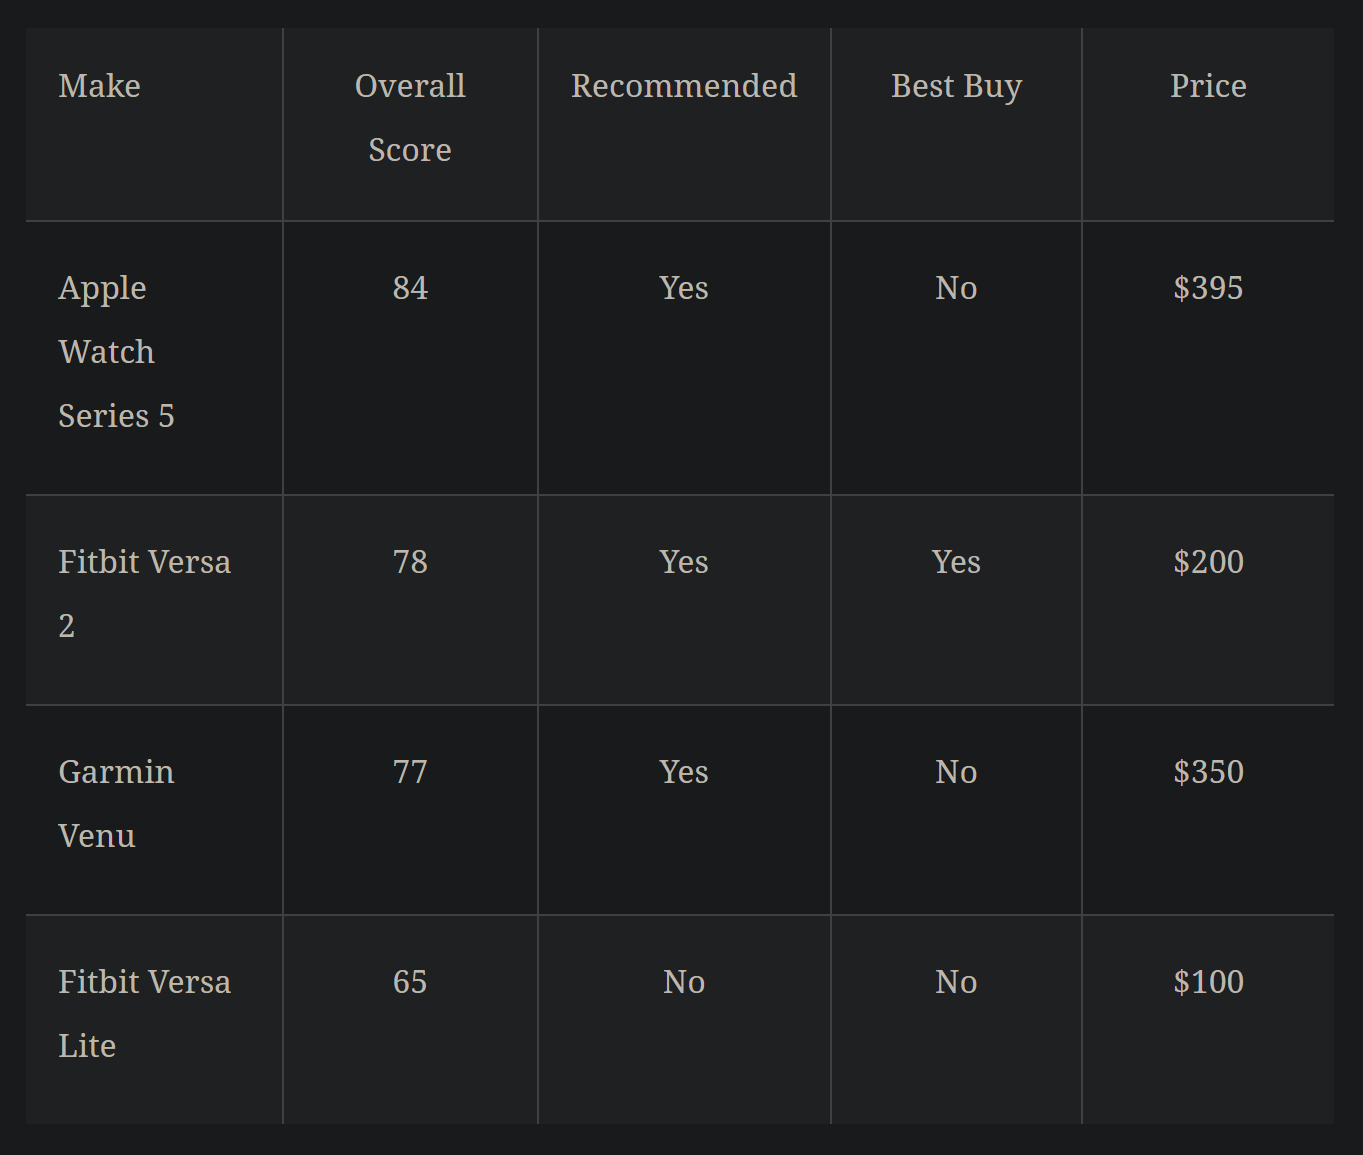 Make
Overall
Score
Recommended
Best Buy
Price
Apple
Watch
Series 5
84
Yes
No
$395
Fitbit Versa
2
78
Yes
Yes
$200
Garmin
Venu
77
Yes
No
$350
Fitbit Versa
Lite
65
No
No
$100